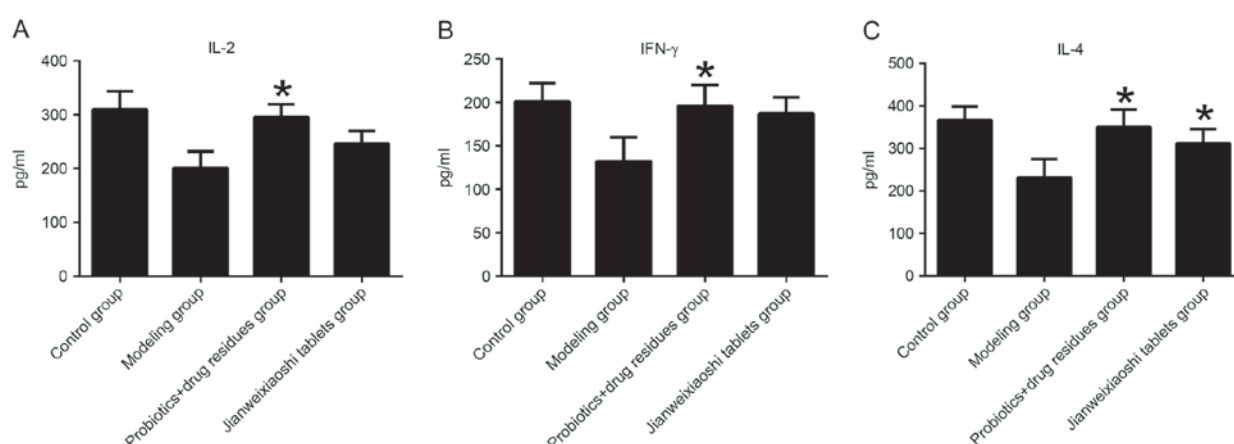 A
IL-2
400
300
200
100
0
pg/ml
Control group
Modeling group
Probiotics+drug residues group
Jianweixiaoshi tablets group
*
B
IFN-γ
250
200
150
100
50
0
pg/ml
Control group
Modeling group
Probiotics+drug residues group
Jianweixiaoshi tablets group
*
C
IL-4
500
400
300
200
100
0
pg/ml
Control group
Modeling group
Probiotics+drug residues group
Jianweixiaoshi tablets group
*
*